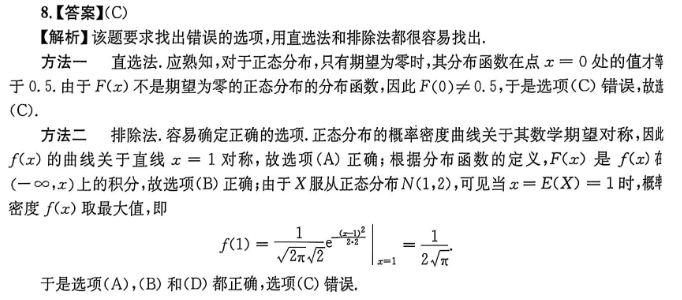 8.【答案】(C)
【解析】该题要求找出错误的选项,用直选法和排除法都很容易找出.
方法一 直选法.应熟知,对于正态分布,只有期望为零时,其分布函数在点 x = 0 处的值才等
于 0.5.由于 F(x) 不是期望为零的正态分布的分布函数,因此 F(0) ≠ 0.5,于是选项(C) 错误,故选
(C).
方法二 排除法.容易确定正确的选项.正态分布的概率密度曲线关于其数学期望对称,因此
f(x) 的曲线关于直线 x = 1 对称,故选项(A) 正确;根据分布函数的定义,F(x) 是 f(x) 在
(-∞,x)上的积分,故选项(B) 正确;由于 X 服从正态分布 N(1,2),可见当 x = E(X) = 1 时,概率
密度 f(x) 取最大值,即
f(1) = \frac{1}{\sqrt{2π}\sqrt{2}} e^{-\frac{(x-1)^2}{2·2}} |_{x=1} = \frac{1}{2\sqrt{π}}.
于是选项(A),(B) 和(D) 都正确,选项(C) 错误.